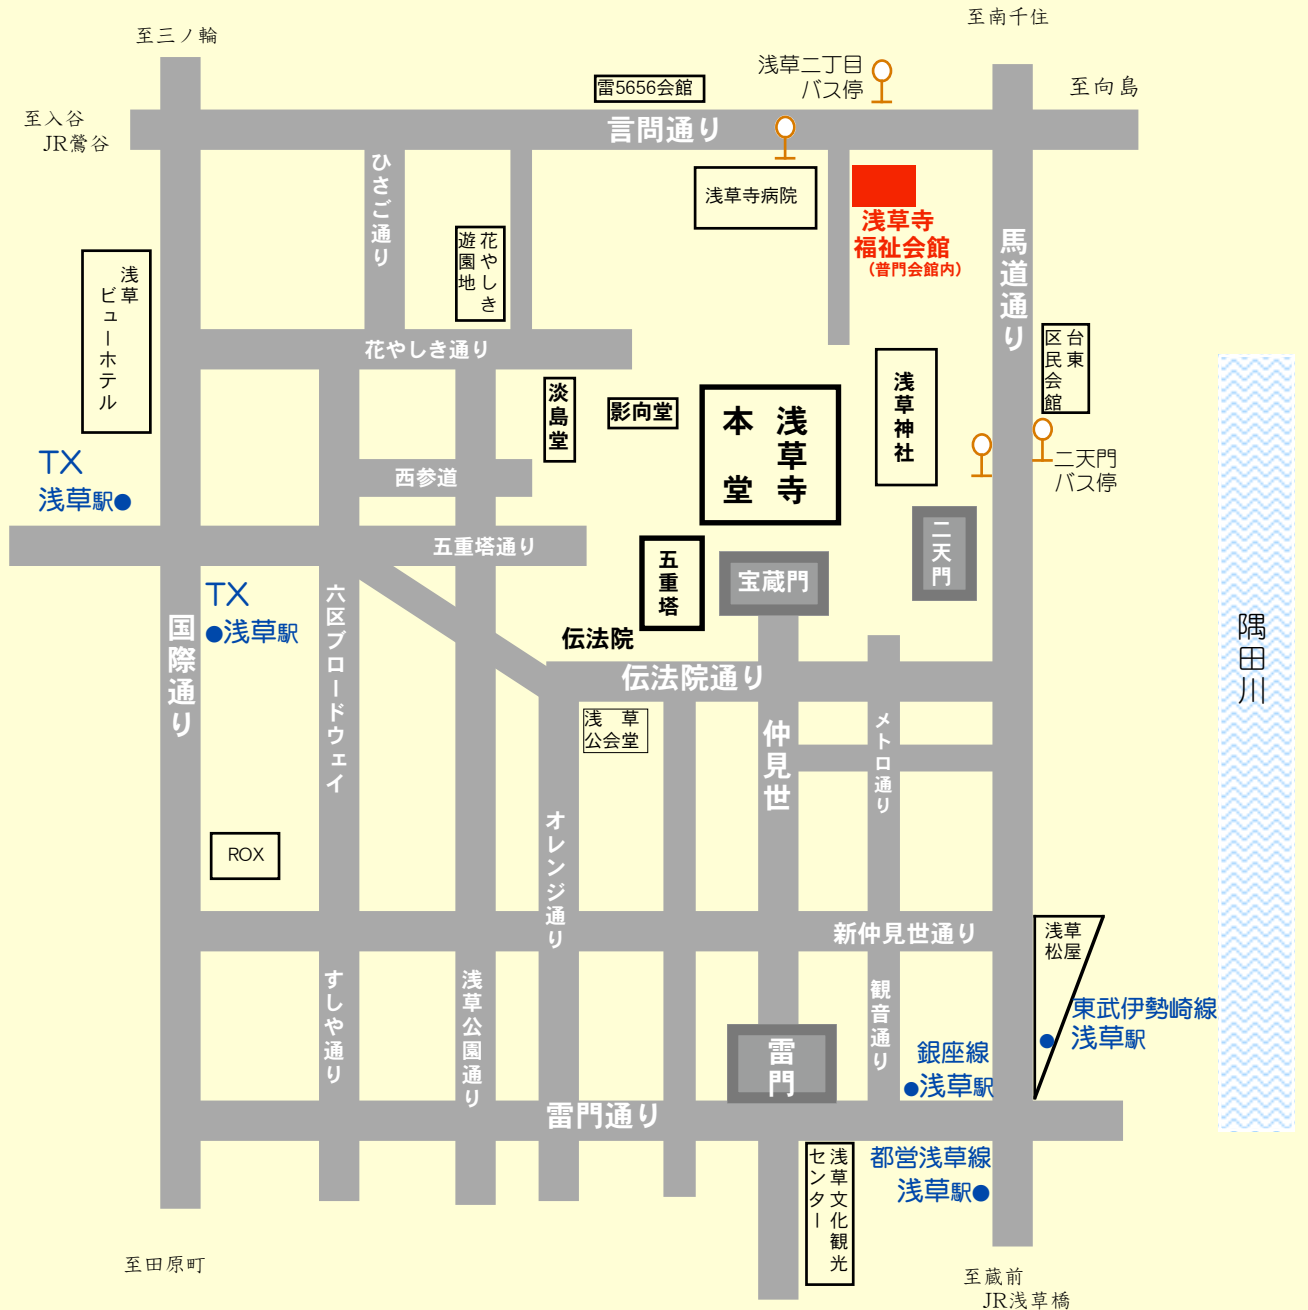 至三ノ輪
至南千住
浅草二丁目
バス停
雷5656会館
至向島
至入谷
JR鶯谷
言問通り
ひさご通り
浅草寺病院
浅草寺
福祉会館
（普門会館内）
馬道通り
花やしき
遊園地
浅草
ビューホテル
花やしき通り
台東
区民会館
淡島堂
影向堂
浅草寺
本堂
浅草神社
二天門
バス停
TX
浅草駅
西参道
五重塔通り
五重塔
宝蔵門
二天門
TX
浅草駅
六区ブロードウェイ
国際通り
伝法院
伝法院通り
隅田川
浅　草
公会堂
仲見世
メトロ通り
オレンジ通り
ROX
新仲見世通り
浅草
松屋
すしや通り
浅草公園通り
観音通り
東武伊勢崎線
浅草駅
雷門
銀座線
浅草駅
雷門通り
都営浅草線
浅草駅
浅草文化観光
センター
至田原町
至蔵前
JR浅草橋